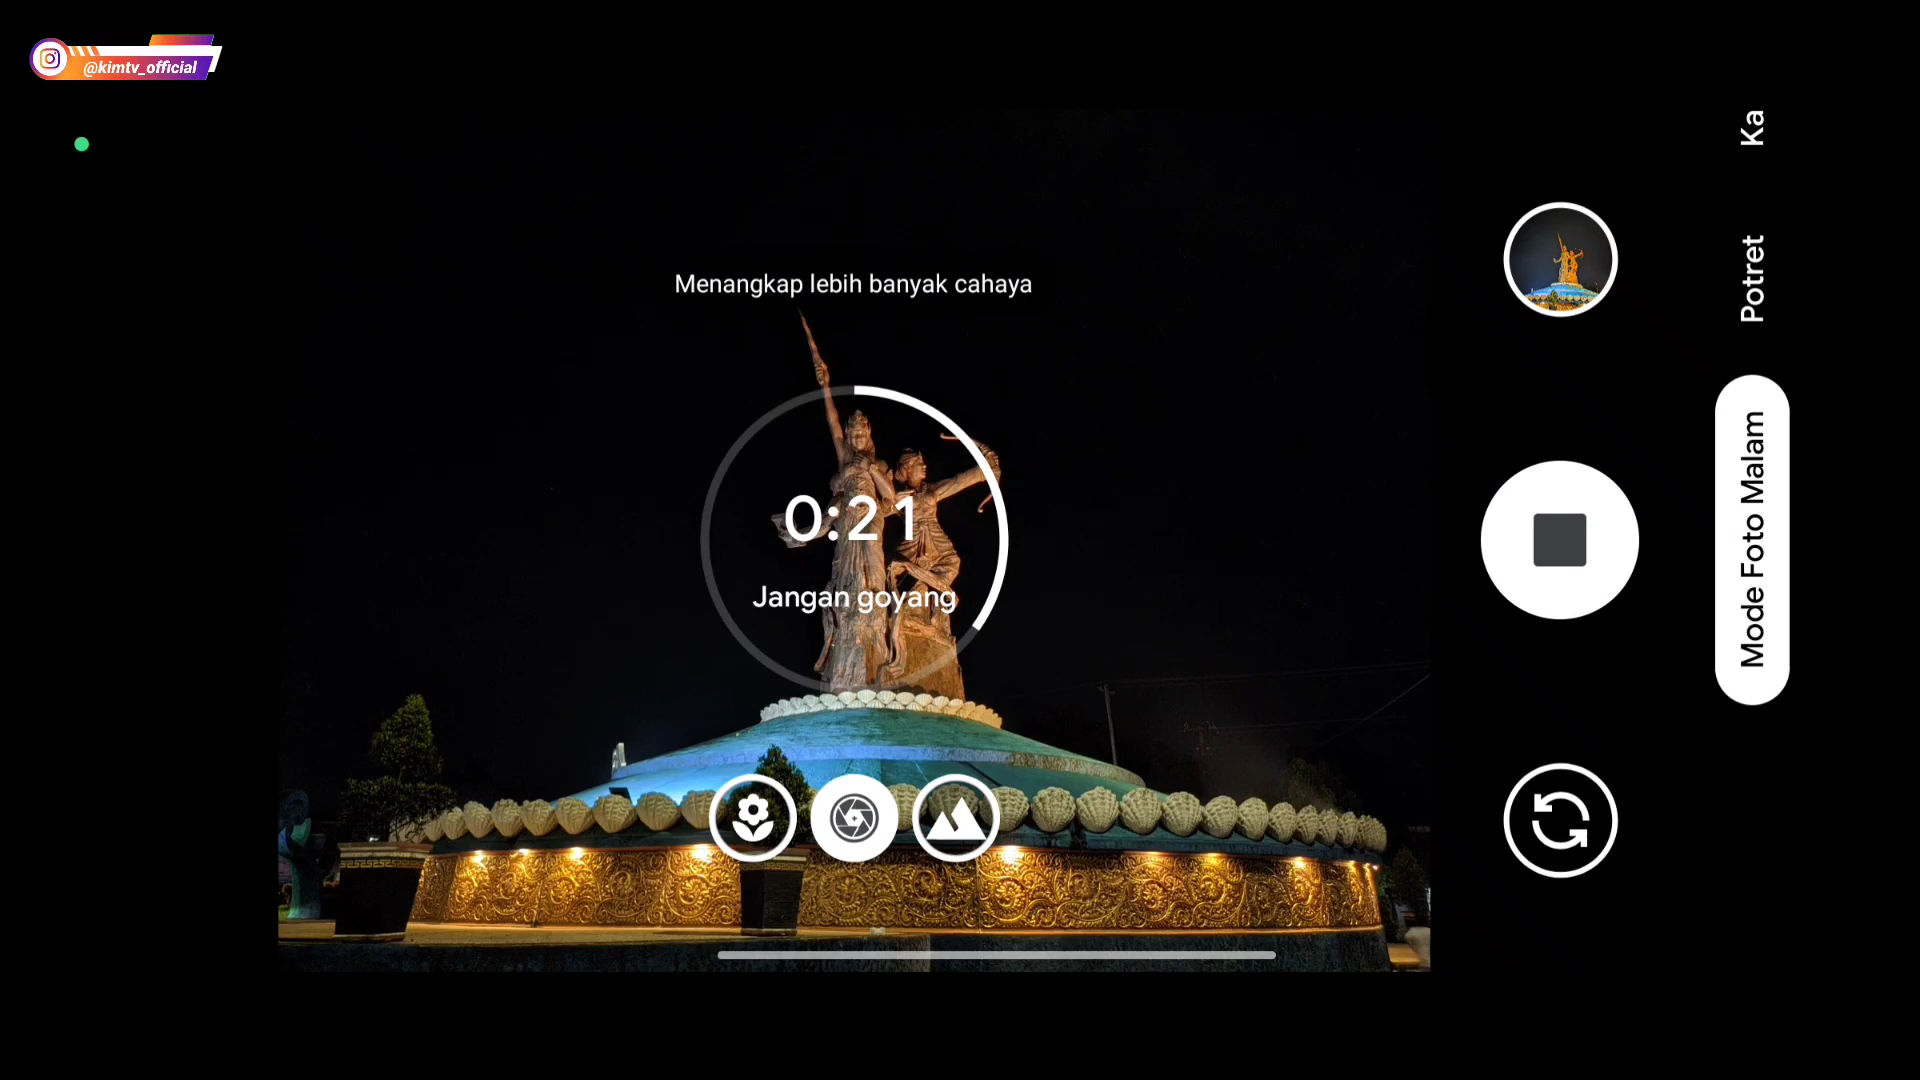 @kimtv_official
Menangkap lebih banyak cahaya
0:21
Jangan goyang
Ka
Potret
Mode Foto Malam